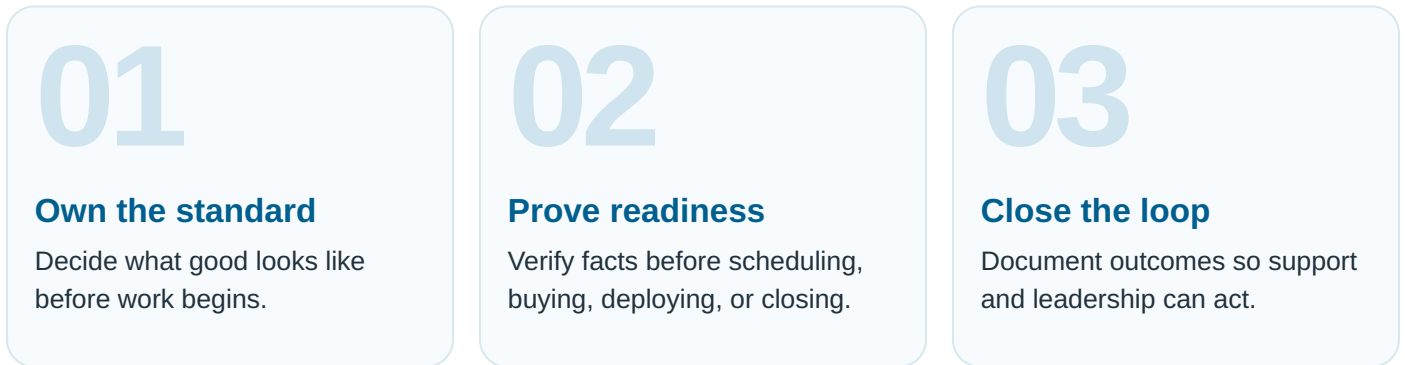 01
Own the standard
Decide what good looks like
before work begins.
02
Prove readiness
Verify facts before scheduling,
buying, deploying, or closing.
03
Close the loop
Document outcomes so support
and leadership can act.